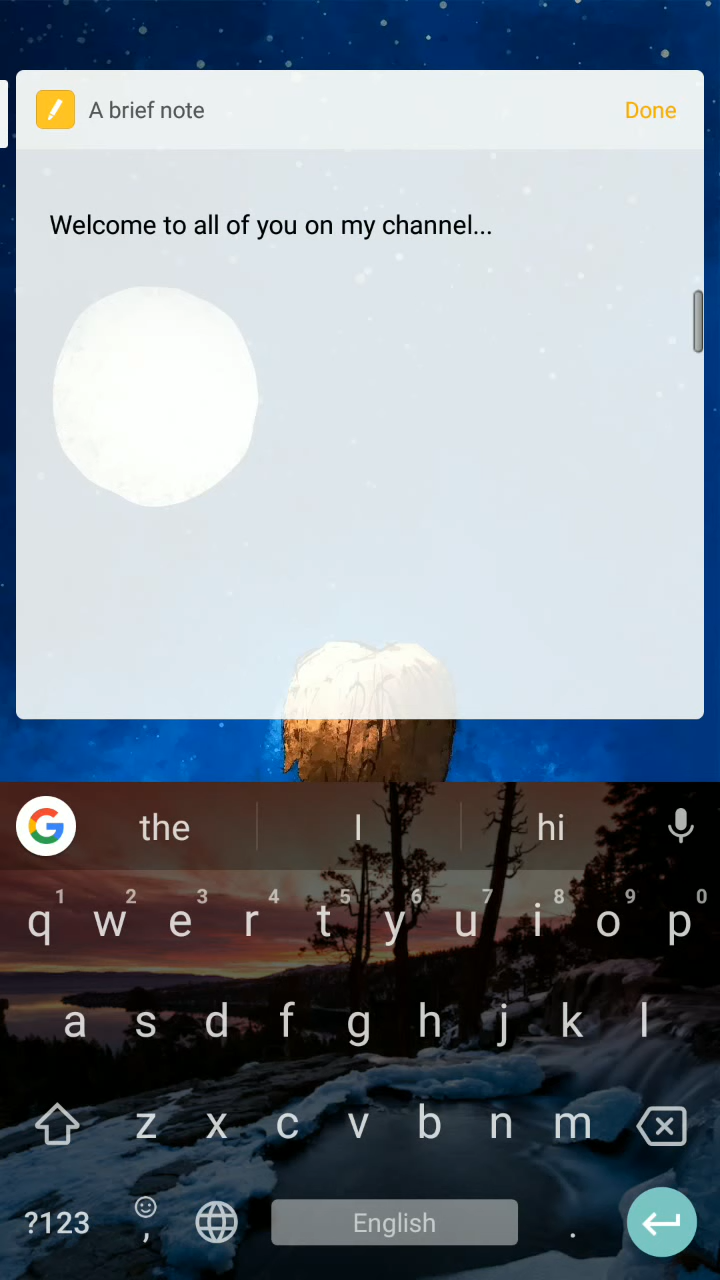 A brief note
Done
Welcome to all of you on my channel...
the I hi
1 2 3 4 5 6 7 8 9 0
q w e r t y u i o p
a s d f g h j k l
z x c v b n m
?123 , English .